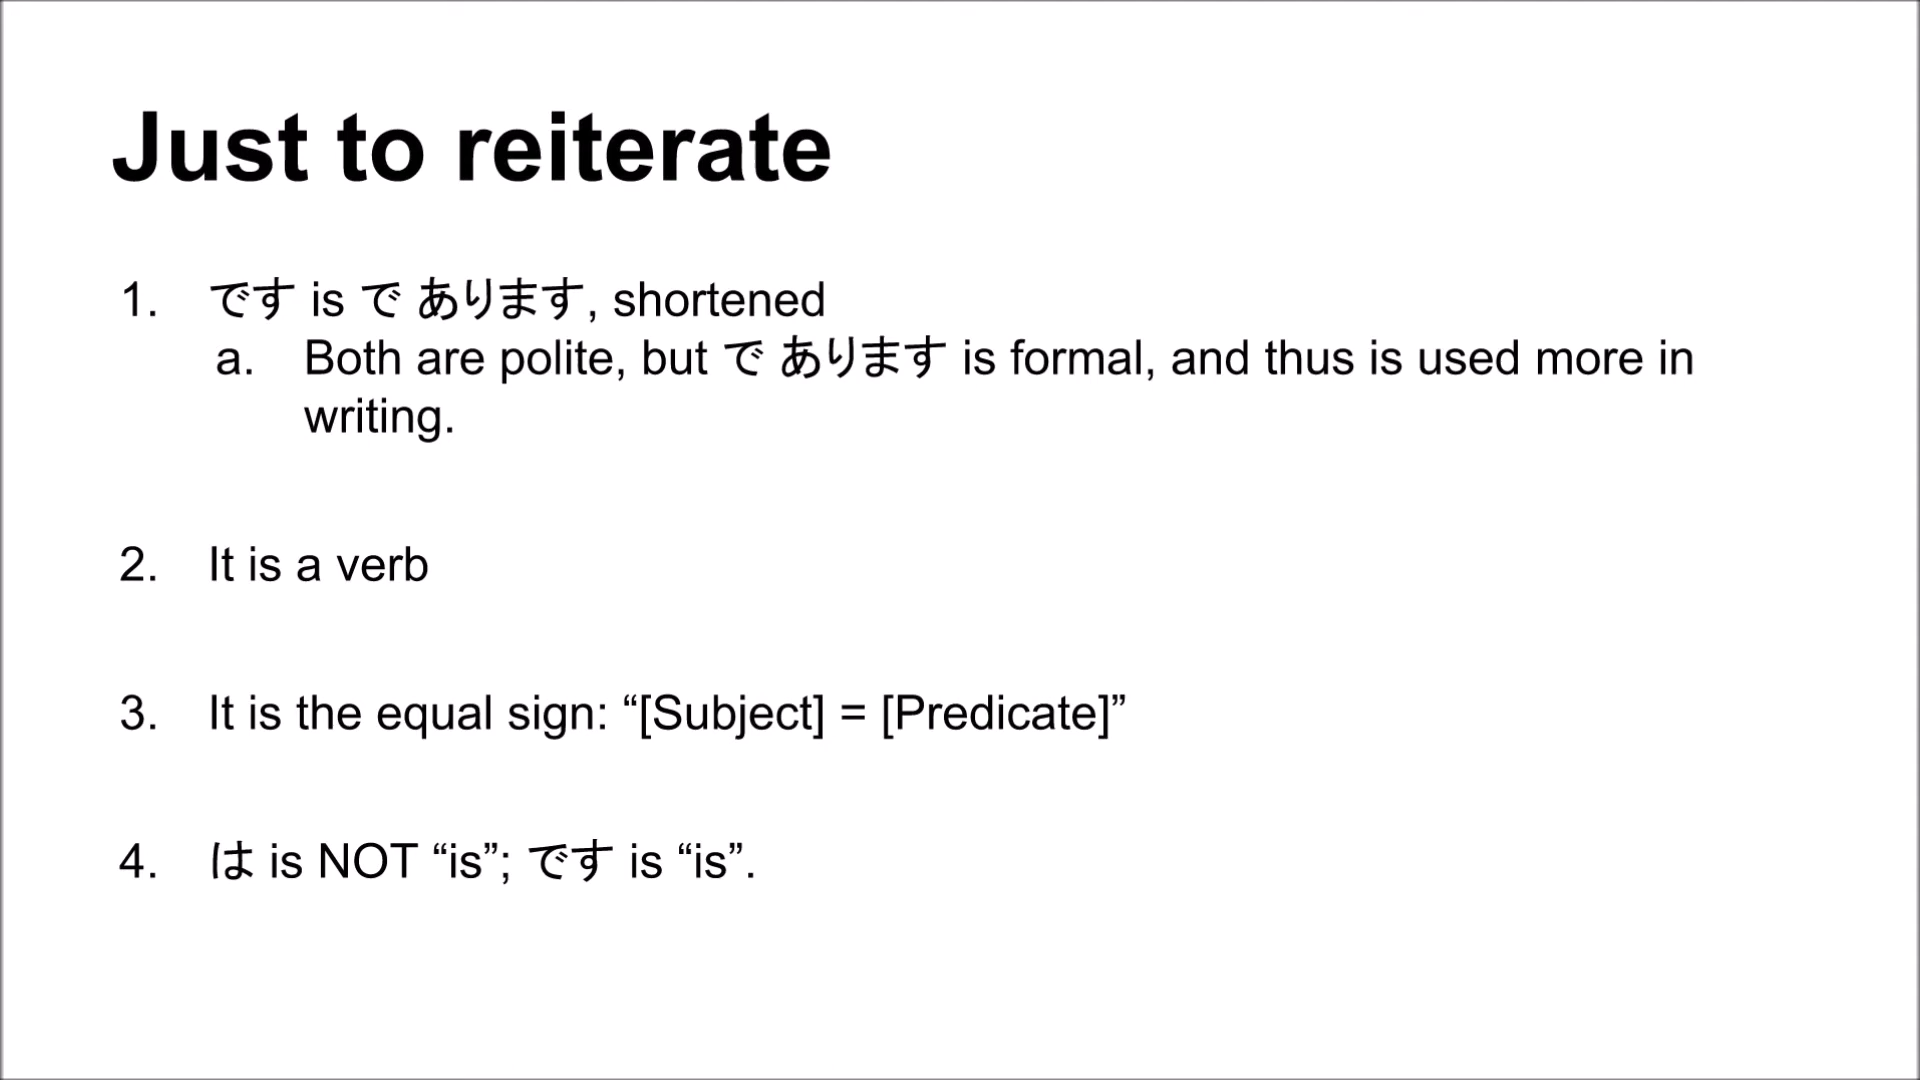 Just to reiterate
1. です is で あります, shortened
a. Both are polite, but で あります is formal, and thus is used more in
writing.
2. It is a verb
3. It is the equal sign: “[Subject] = [Predicate]”
4. は is NOT “is”; です is “is”.